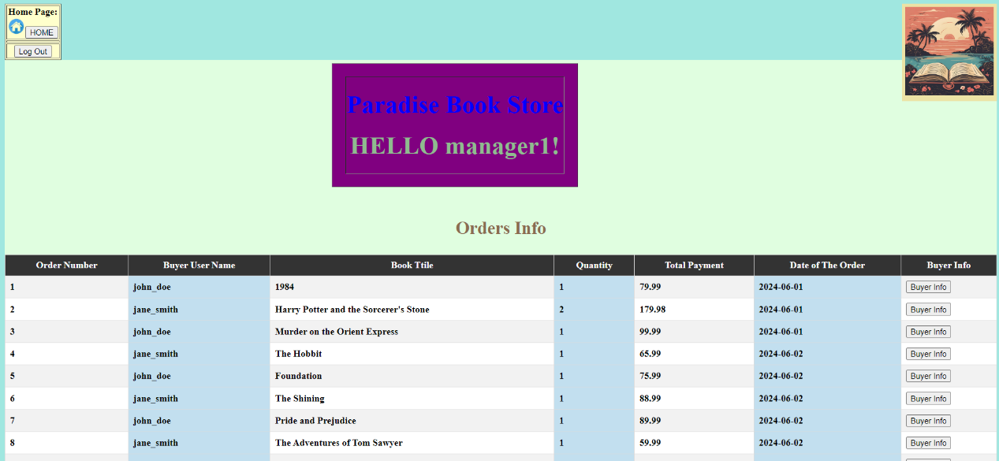 Home Page:
HOME
Log Out
Paradise Book Store
HELLO manager1!
Orders Info
Order Number Buyer User Name Book Ttile Quantity Total Payment Date of The Order Buyer Info
1 john_doe 1984 1 79.99 2024-06-01 Buyer Info
2 jane_smith Harry Potter and the Sorcerer's Stone 2 179.98 2024-06-01 Buyer Info
3 john_doe Murder on the Orient Express 1 99.99 2024-06-01 Buyer Info
4 jane_smith The Hobbit 1 65.99 2024-06-02 Buyer Info
5 john_doe Foundation 1 75.99 2024-06-02 Buyer Info
6 jane_smith The Shining 1 88.99 2024-06-02 Buyer Info
7 john_doe Pride and Prejudice 1 89.99 2024-06-02 Buyer Info
8 jane_smith The Adventures of Tom Sawyer 1 59.99 2024-06-02 Buyer Info